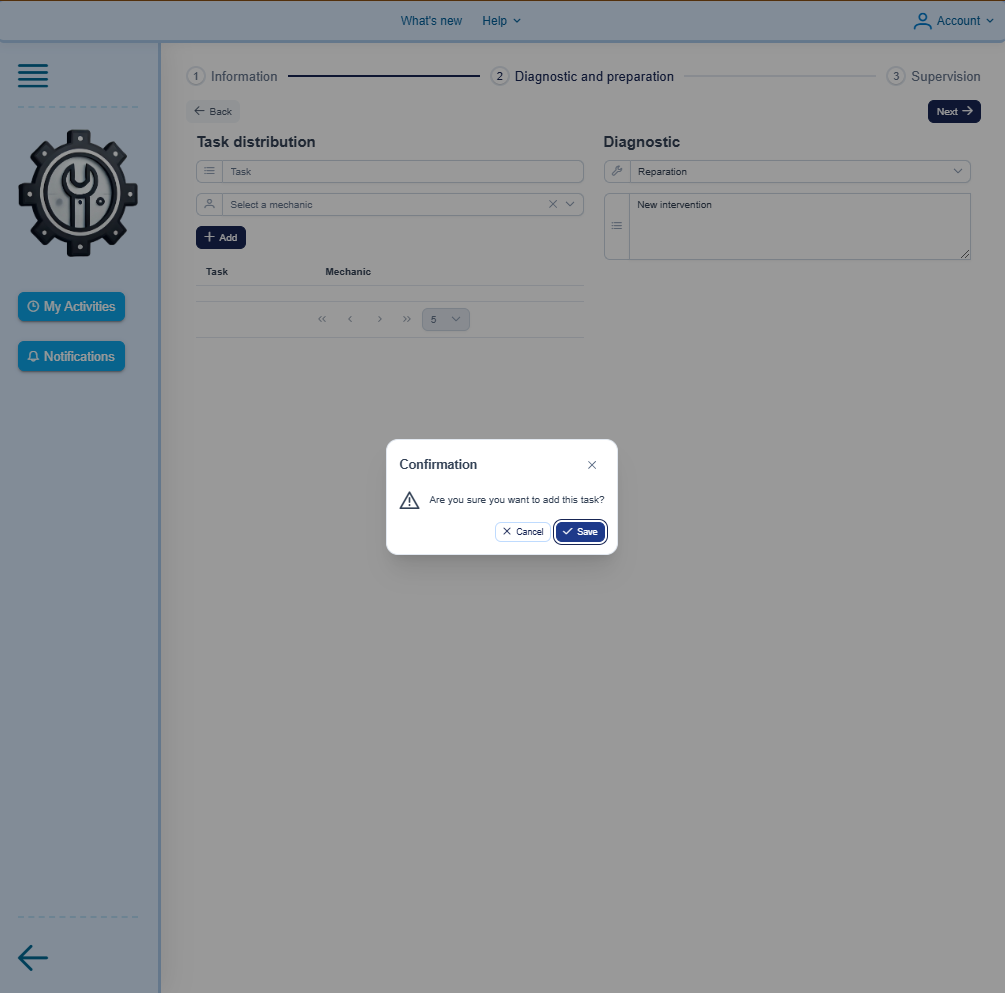 What's new Help Account
1 Information 2 Diagnostic and preparation 3 Supervision
Back Next
Task distribution
Task
Select a mechanic
Add
Task Mechanic
5
Diagnostic
Reparation
New intervention
My Activities
Notifications
Confirmation
Are you sure you want to add this task?
Cancel Save